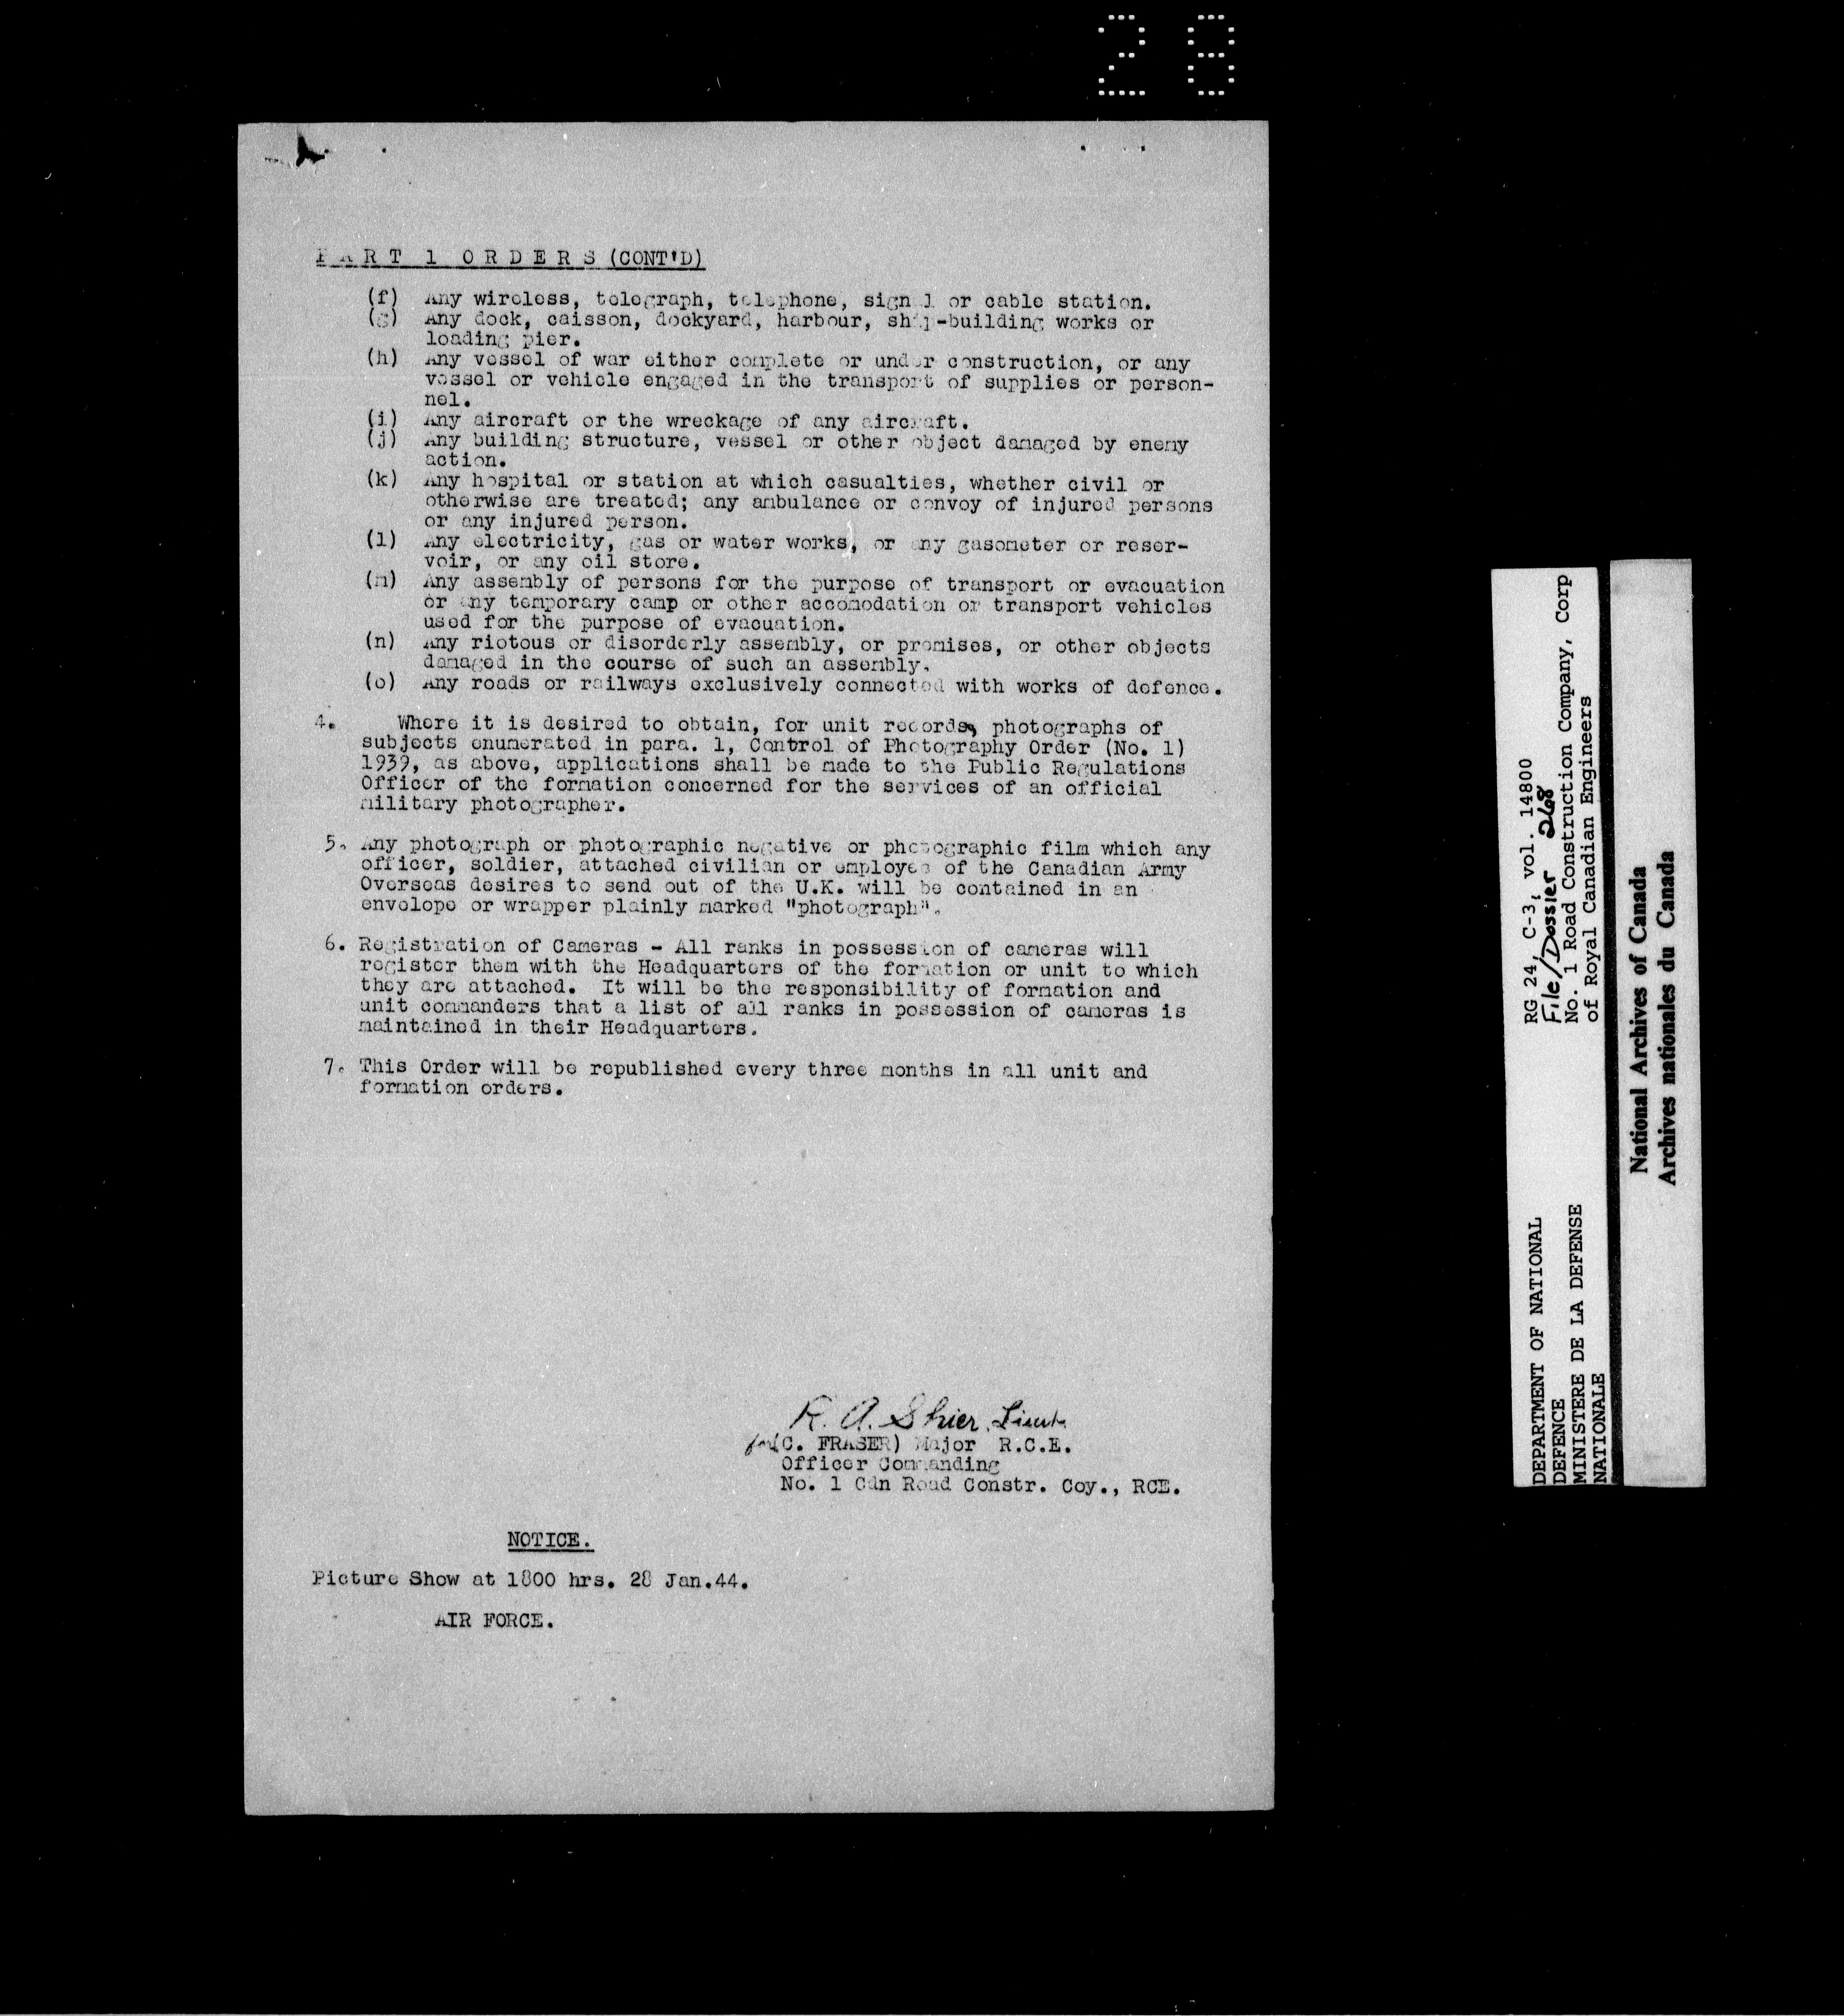 28
PART 1 ORDERS (CONT'D)
(f) Any wireless, telegraph, telephone, signal or cable station.
(g) Any dock, caisson, dockyard, harbour, ship-building works or
loading pier.
(h) Any vessel of war either complete or under construction, or any
vessel or vehicle engaged in the transport of supplies or person-
nel.
(i) Any aircraft or the wreckage of any aircraft.
(j) Any building structure, vessel or other object damaged by enemy
action.
(k) Any hospital or station at which casualties, whether civil or
otherwise are treated; any ambulance or convoy of injured persons
or any injured person.
(l) Any electricity, gas or water works, or any gasometer or reser-
voir, or any oil store.
(m) Any assembly of persons for the purpose of transport or evacuation
or any temporary camp or other accomodation or transport vehicles
used for the purpose of evacuation.
(n) Any riotous or disorderly assembly, or premises, or other objects
damaged in the course of such an assembly.
(o) Any roads or railways exclusively connected with works of defence.
4. Where it is desired to obtain, for unit records, photographs of
subjects enumerated in para. 1, Control of Photography Order (No. 1)
1939, as above, applications shall be made to the Public Regulations
Officer of the formation concerned for the services of an official
military photographer.
5. Any photograph or photographic negative or photographic film which any
officer, soldier, attached civilian or employee of the Canadian Army
Overseas desires to send out of the U.K. will be contained in an
envelope or wrapper plainly marked "photograph".
6. Registration of Cameras - All ranks in possession of cameras will
register them with the Headquarters of the formation or unit to which
they are attached. It will be the responsibility of formation and
unit commanders that a list of all ranks in possession of cameras is
maintained in their Headquarters.
7. This Order will be republished every three months in all unit and
formation orders.
R. A. Shier, Lieut.
for (C. FRASER) Major R.C.E.
Officer Commanding
No. 1 Cdn Road Constr. Coy., RCE.
NOTICE.
Picture Show at 1800 hrs. 28 Jan.44.
AIR FORCE.
DEPARTMENT OF NATIONAL
DEFENCE
MINISTERE DE LA DEFENSE
NATIONALE
RG 24, C-3, vol. 14800
File/Dossier 268
No. 1 Road Construction Company, Corp
of Royal Canadian Engineers
National Archives of Canada
Archives nationales du Canada